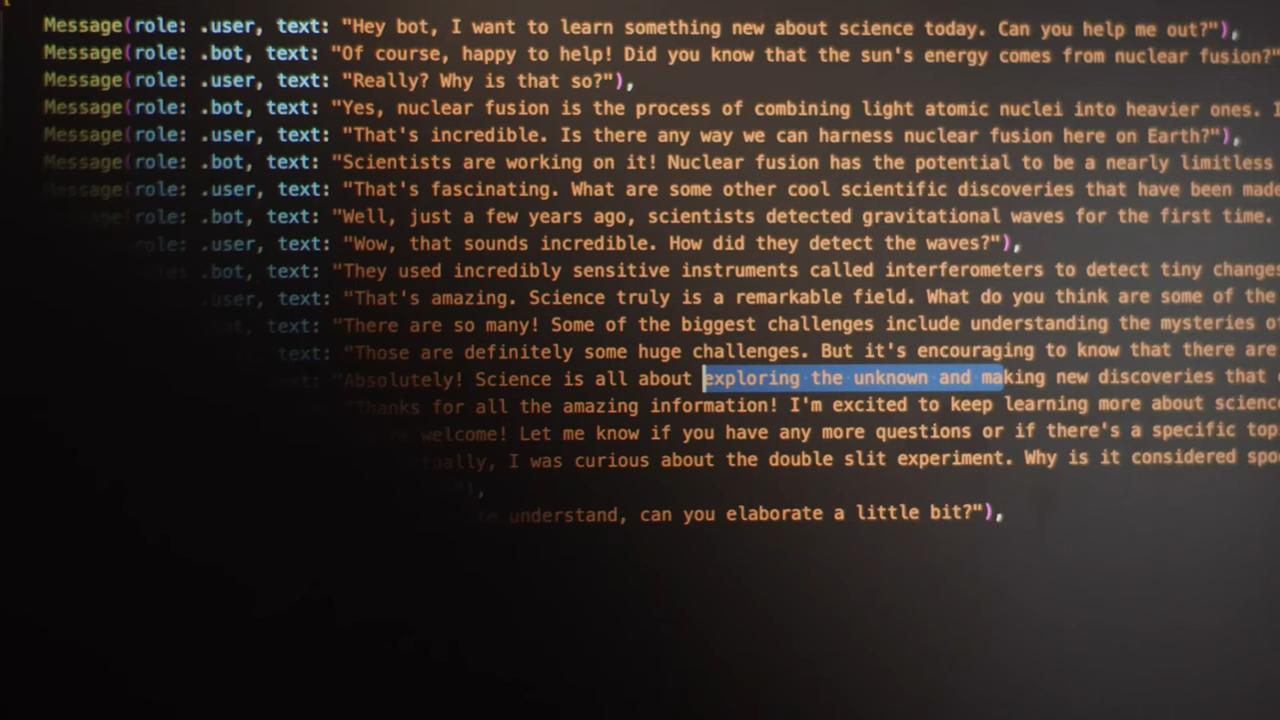 Message(role: .user, text: "Hey bot, I want to learn something new about science today. Can you help me out?"),
Message(role: .bot, text: "Of course, happy to help! Did you know that the sun's energy comes from nuclear fusion?"
Message(role: .user, text: "Really? Why is that so?"),
Message(role: .bot, text: "Yes, nuclear fusion is the process of combining light atomic nuclei into heavier ones.
Message(role: .user, text: "That's incredible. Is there any way we can harness nuclear fusion here on Earth?"),
Message(role: .bot, text: "Scientists are working on it! Nuclear fusion has the potential to be a nearly limitless
Message(role: .user, text: "That's fascinating. What are some other cool scientific discoveries that have been made
Message(role: .bot, text: "Well, just a few years ago, scientists detected gravitational waves for the first time.
role: .user, text: "Wow, that sounds incredible. How did they detect the waves?"),
.bot, text: "They used incredibly sensitive instruments called interferometers to detect tiny changes
.user, text: "That's amazing. Science truly is a remarkable field. What do you think are some of the
text: "There are so many! Some of the biggest challenges include understanding the mysteries o
text: "Those are definitely some huge challenges. But it's encouraging to know that there are
"Absolutely! Science is all about exploring the unknown and making new discoveries that
"Thanks for all the amazing information! I'm excited to keep learning more about scienc
welcome! Let me know if you have any more questions or if there's a specific top
I was curious about the double slit experiment. Why is it considered spo
"),
understand, can you elaborate a little bit?"),